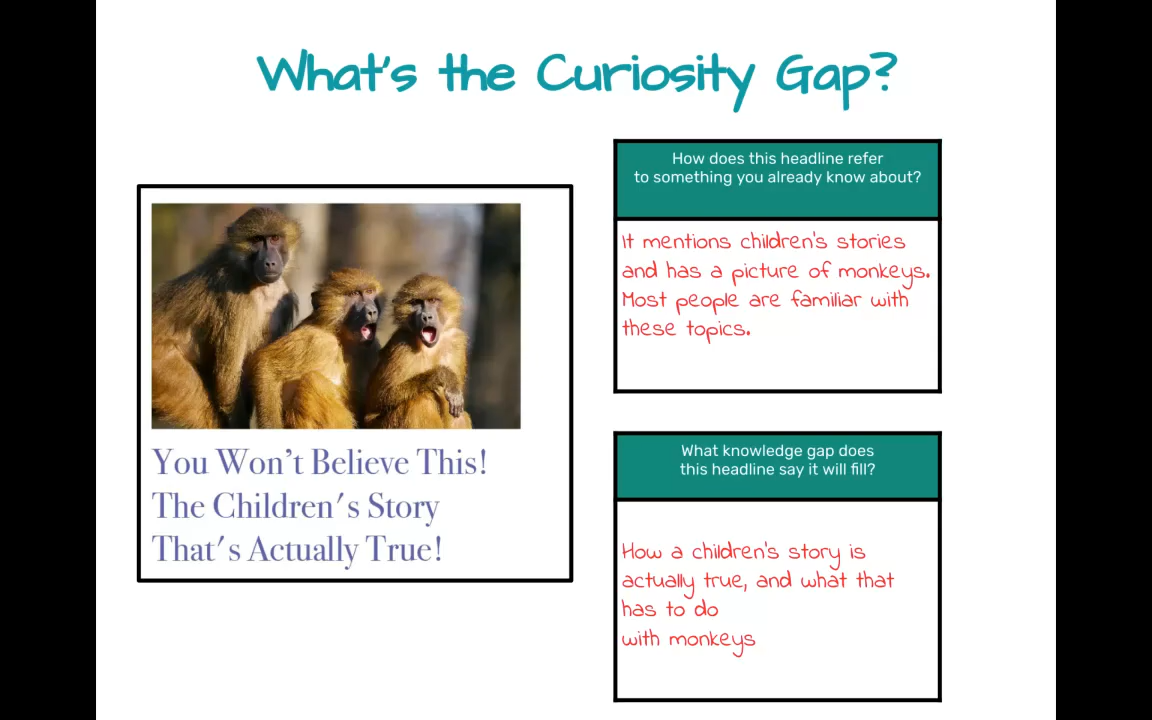 What's the Curiosity Gap?
You Won't Believe This!
The Children's Story
That's Actually True!
How does this headline refer
to something you already know about?
It mentions children's stories
and has a picture of monkeys.
Most people are familiar with
these topics.
What knowledge gap does
this headline say it will fill?
How a children's story is
actually true, and what that
has to do
with monkeys